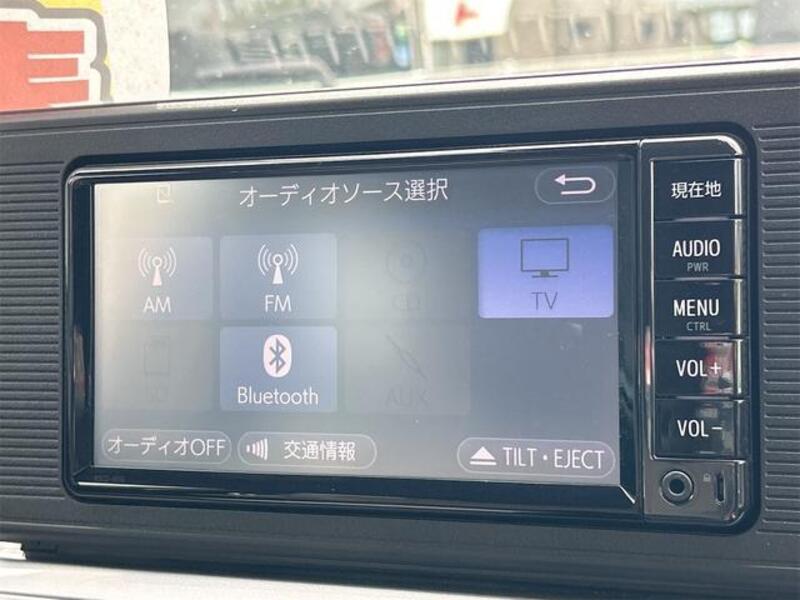 オーディオソース選択
AM
FM
CD
TV
Bluetooth
AUX
オーディオOFF
交通情報
TILT・EJECT
現在地
AUDIO
PWR
MENU
CTRL
VOL+
VOL-